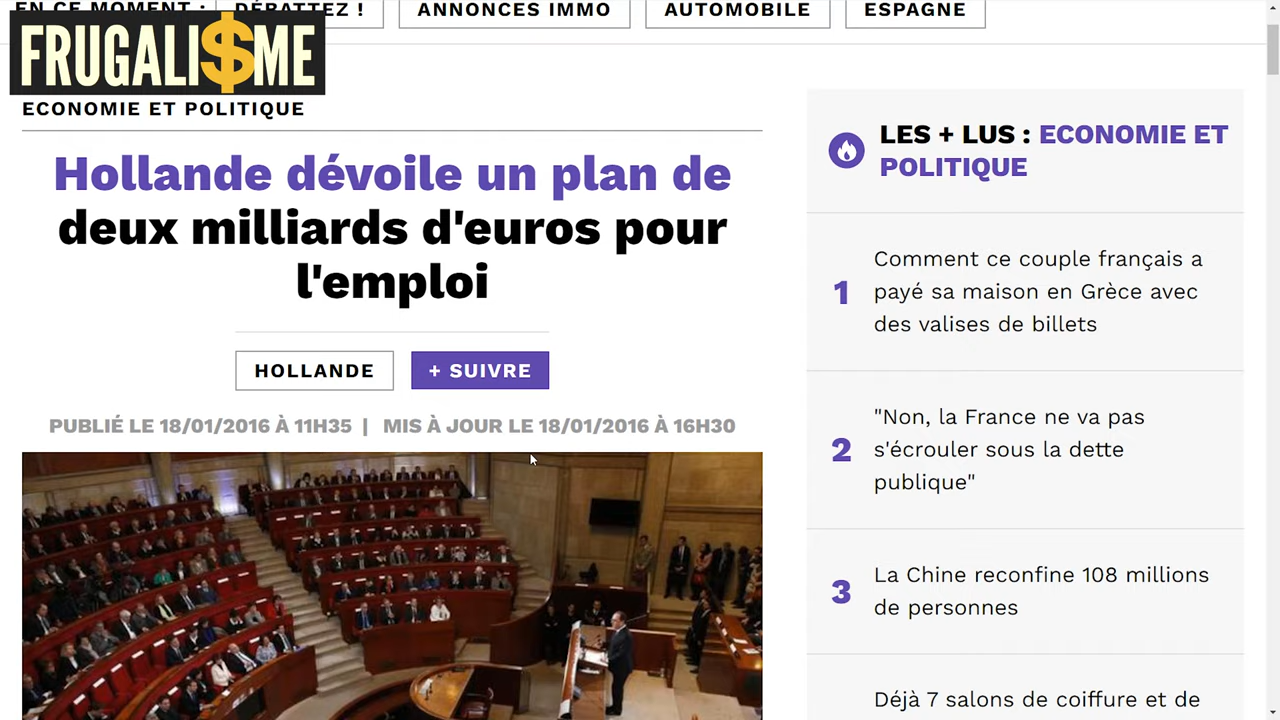 EN CE MOMENT :
DÉBATTEZ !
ANNONCES IMMO
AUTOMOBILE
ESPAGNE
FRUGALI$ME
ECONOMIE ET POLITIQUE
Hollande dévoile un plan de
deux milliards d'euros pour
l'emploi
HOLLANDE
+ SUIVRE
PUBLIÉ LE 18/01/2016 À 11H35 | MIS À JOUR LE 18/01/2016 À 16H30
LES + LUS : ECONOMIE ET
POLITIQUE
1
Comment ce couple français a
payé sa maison en Grèce avec
des valises de billets
2
"Non, la France ne va pas
s'écrouler sous la dette
publique"
3
La Chine reconfine 108 millions
de personnes
Déjà 7 salons de coiffure et de